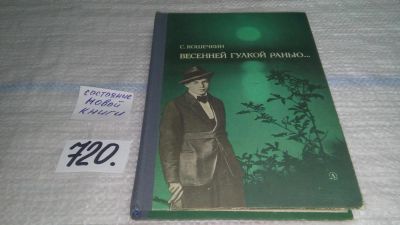 С. КОШЕЧКИН
ВЕСЕННЕЙ ГУЛКОЙ РАНЬЮ...
состояние
новой
книги
720.